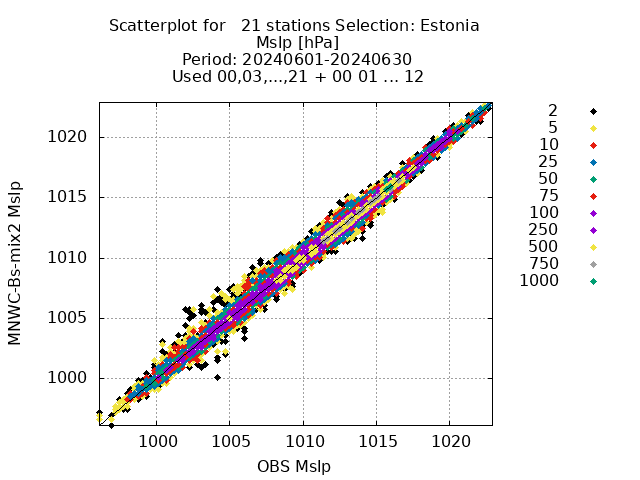 Scatterplot for   21 stations Selection: Estonia
Mslp [hPa]
Period: 20240601-20240630
Used 00,03,...,21 + 00 01 ... 12
2
5
10
25
50
75
100
250
500
750
1000
MNWC-Bs-mix2 Mslp
1020
1015
1010
1005
1000
1000 1005 1010 1015 1020
OBS Mslp